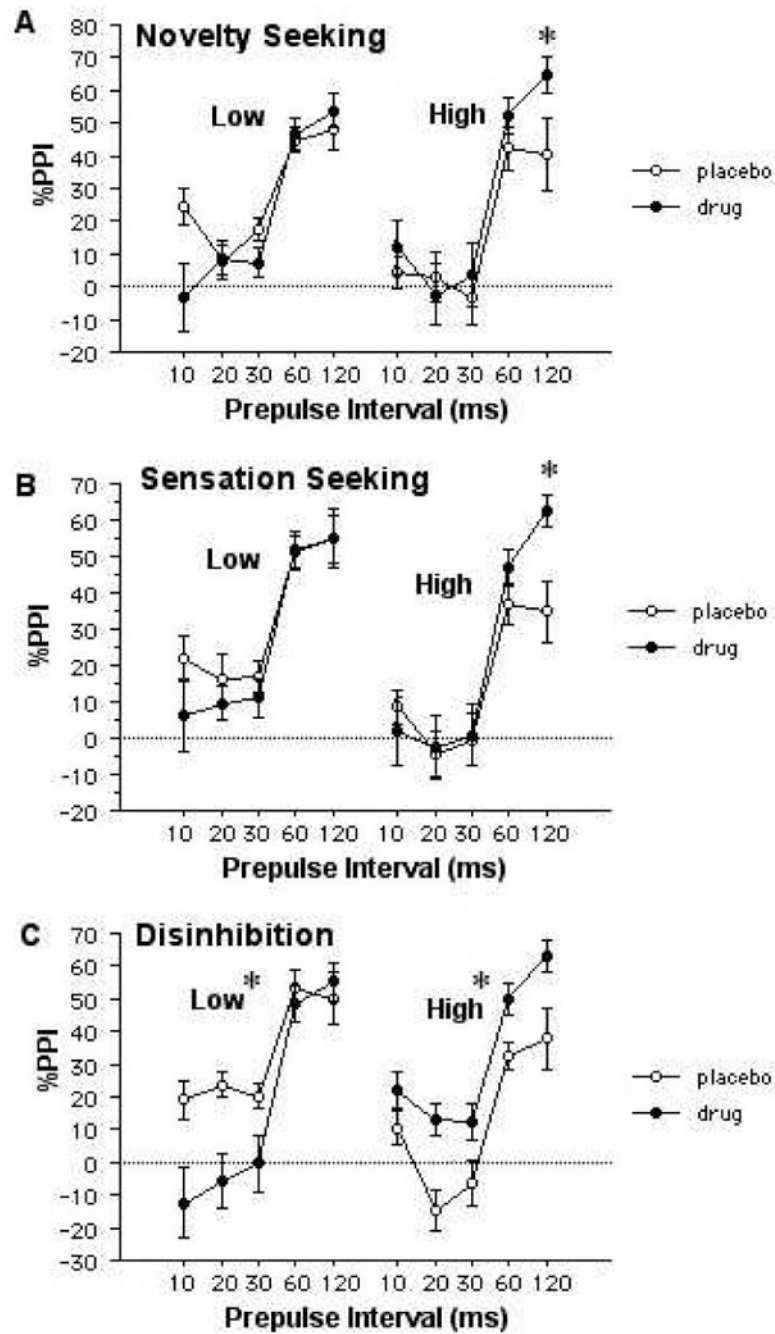 A
Novelty Seeking
*
80
70
60
50
40
30
20
10
0
-10
-20
%PPI
Low
High
placebo
drug
10 20 30 60 120 10 20 30 60 120
Prepulse Interval (ms)
B
Sensation Seeking
*
70
60
50
40
30
20
10
0
-10
-20
%PPI
Low
High
placebo
drug
10 20 30 60 120 10 20 30 60 120
Prepulse Interval (ms)
C
Disinhibition
70
60
50
40
30
20
10
0
-10
-20
-30
%PPI
Low*
High*
placebo
drug
10 20 30 60 120 10 20 30 60 120
Prepulse Interval (ms)